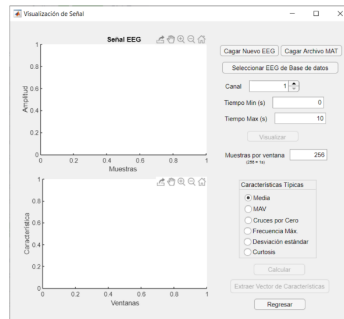 Visualización de Señal
Señal EEG
Amplitud
1
0.8
0.6
0.4
0.2
0
0 0.2 0.4 0.6 0.8 1
Muestras
Característica
1
0.8
0.6
0.4
0.2
0
0 0.2 0.4 0.6 0.8 1
Ventanas
Cagar Nuevo EEG Cagar Archivo MAT
Seleccionar EEG de Base de datos
Canal 1
Tiempo Min (s) 0
Tiempo Max (s) 10
Visualizar
Muestras por ventana 256
Características Típicas
Media
MAV
Cruces por Cero
Frecuencia Máx.
Desviación estándar
Curtosis
Calcular
Extraer Vector de Características
Regresar